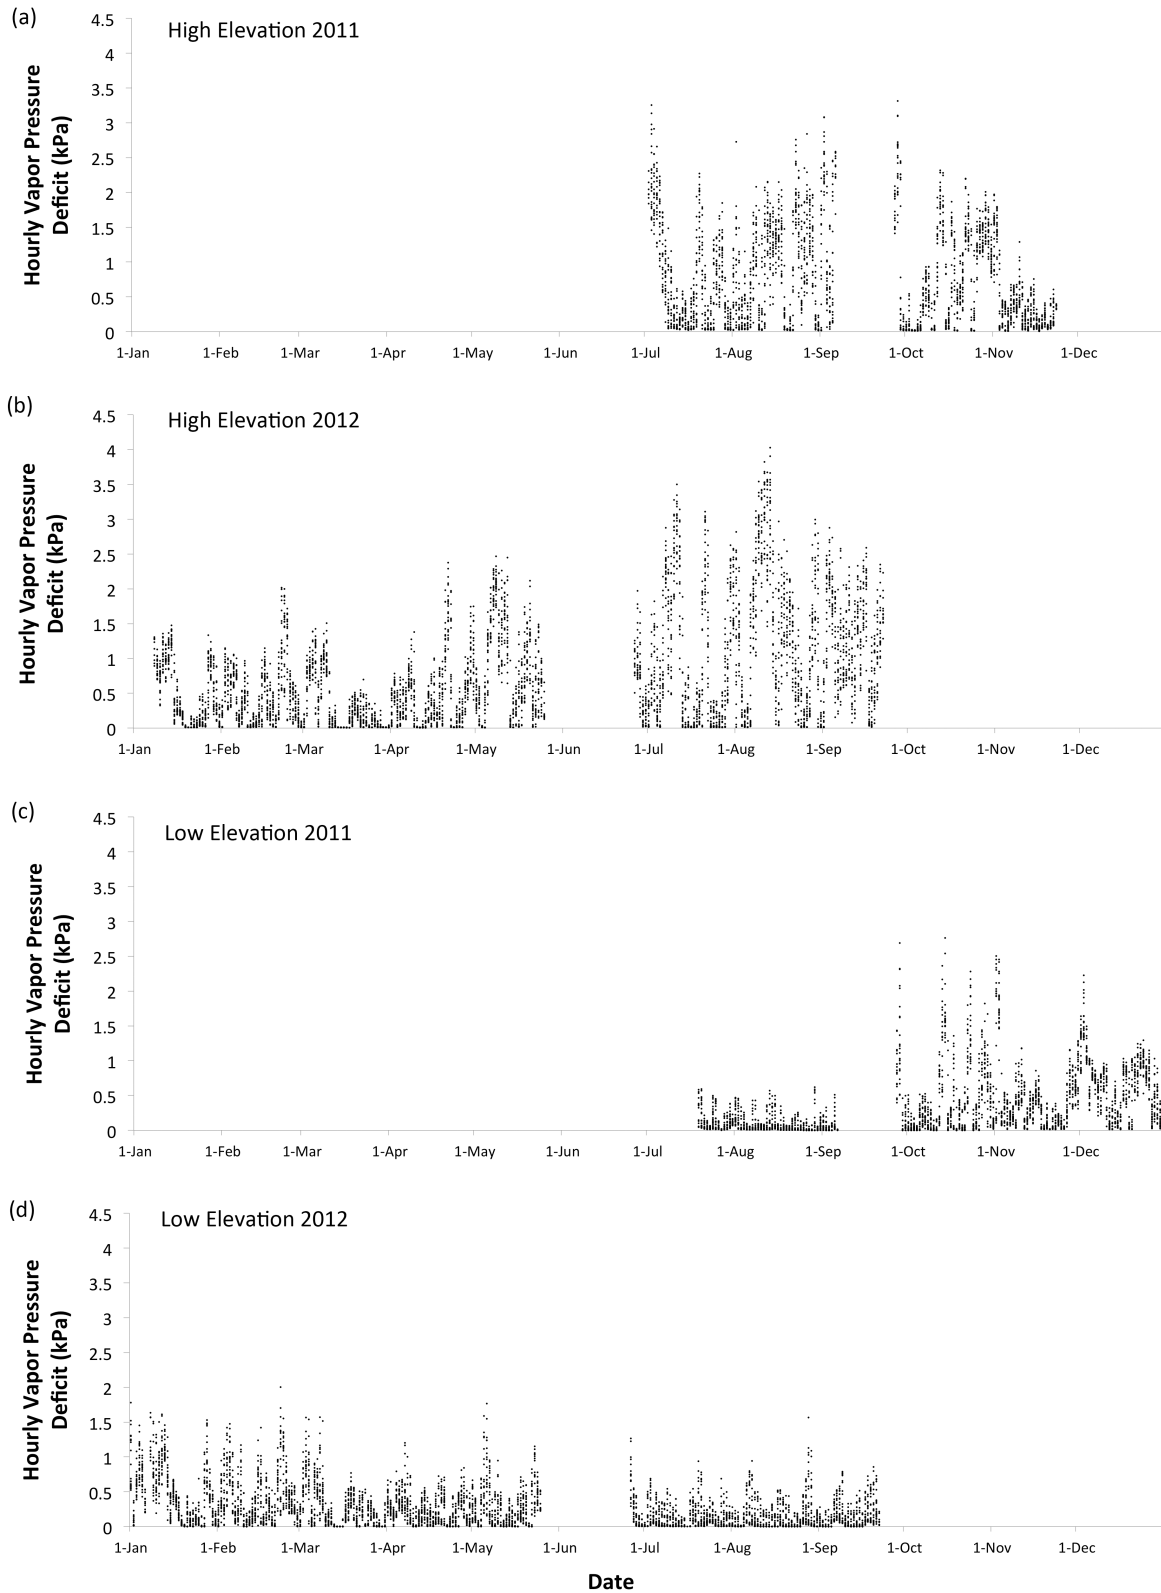 (a)
High Elevation 2011
Hourly Vapor Pressure
Deficit (kPa)
4.5
4
3.5
3
2.5
2
1.5
1
0.5
0
1-Jan 1-Feb 1-Mar 1-Apr 1-May 1-Jun 1-Jul 1-Aug 1-Sep 1-Oct 1-Nov 1-Dec
(b)
High Elevation 2012
Hourly Vapor Pressure
Deficit (kPa)
4.5
4
3.5
3
2.5
2
1.5
1
0.5
0
1-Jan 1-Feb 1-Mar 1-Apr 1-May 1-Jun 1-Jul 1-Aug 1-Sep 1-Oct 1-Nov 1-Dec
(c)
Low Elevation 2011
Hourly Vapor Pressure
Deficit (kPa)
4.5
4
3.5
3
2.5
2
1.5
1
0.5
0
1-Jan 1-Feb 1-Mar 1-Apr 1-May 1-Jun 1-Jul 1-Aug 1-Sep 1-Oct 1-Nov 1-Dec
(d)
Low Elevation 2012
Hourly Vapor Pressure
Deficit (kPa)
4.5
4
3.5
3
2.5
2
1.5
1
0.5
0
1-Jan 1-Feb 1-Mar 1-Apr 1-May 1-Jun 1-Jul 1-Aug 1-Sep 1-Oct 1-Nov 1-Dec
Date